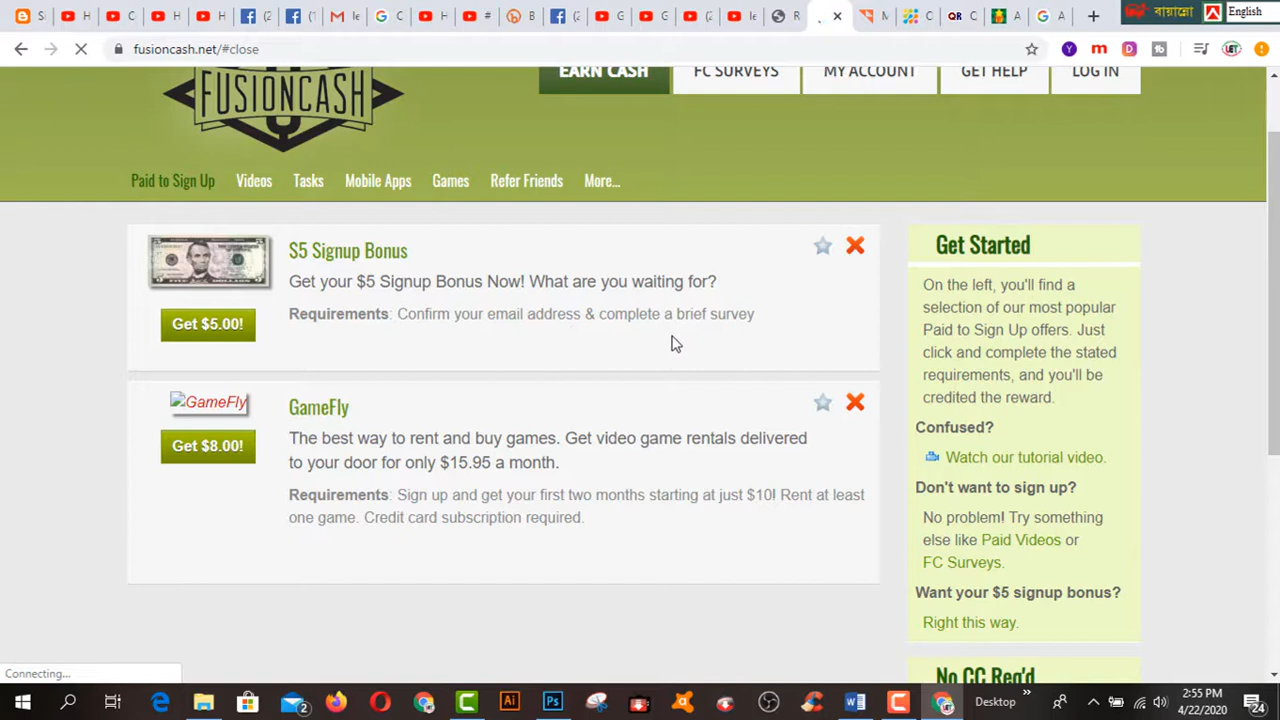 S H C H H F (2 F (1 M le G C H # B C (2 G G (2 le R M C QR A A
বায়ান্নো English
fusioncash.net/#close
EARN CASH FC SURVEYS MY ACCOUNT GET HELP LOG IN
FUSIONCASH
Paid to Sign Up Videos Tasks Mobile Apps Games Refer Friends More...
$5 Signup Bonus
Get your $5 Signup Bonus Now! What are you waiting for?
Requirements: Confirm your email address & complete a brief survey
Get $5.00!
GameFly
GameFly
The best way to rent and buy games. Get video game rentals delivered
to your door for only $15.95 a month.
Get $8.00!
Requirements: Sign up and get your first two months starting at just $10! Rent at least
one game. Credit card subscription required.
Get Started
On the left, you'll find a
selection of our most popular
Paid to Sign Up offers. Just
click and complete the stated
requirements, and you'll be
credited the reward.
Confused?
Watch our tutorial video.
Don't want to sign up?
No problem! Try something
else like Paid Videos or
FC Surveys.
Want your $5 signup bonus?
Right this way.
No CC Req'd
Connecting...
Desktop
2:55 PM
4/22/2020
24